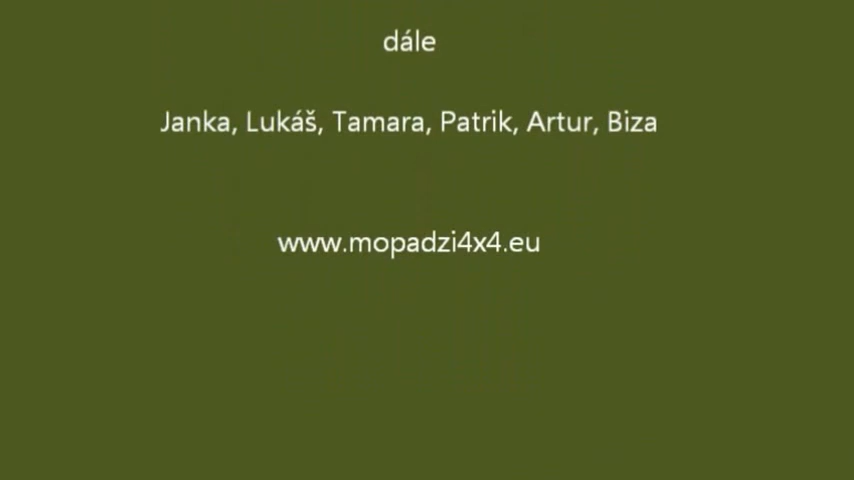 dále
Janka, Lukáš, Tamara, Patrik, Artur, Biza
www.mopadzi4x4.eu